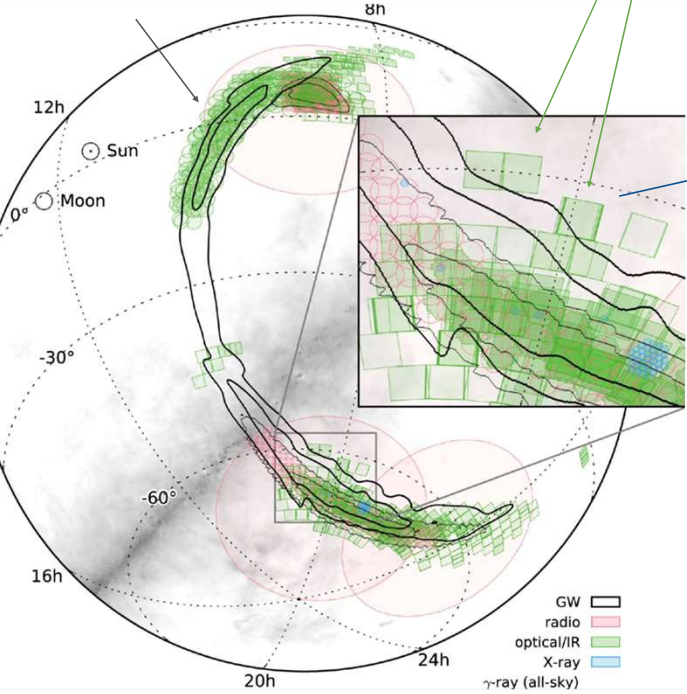 8h
12h
Sun
Moon
0°
-30°
-60°
16h
20h
24h
GW
radio
optical/IR
X-ray
γ-ray (all-sky)